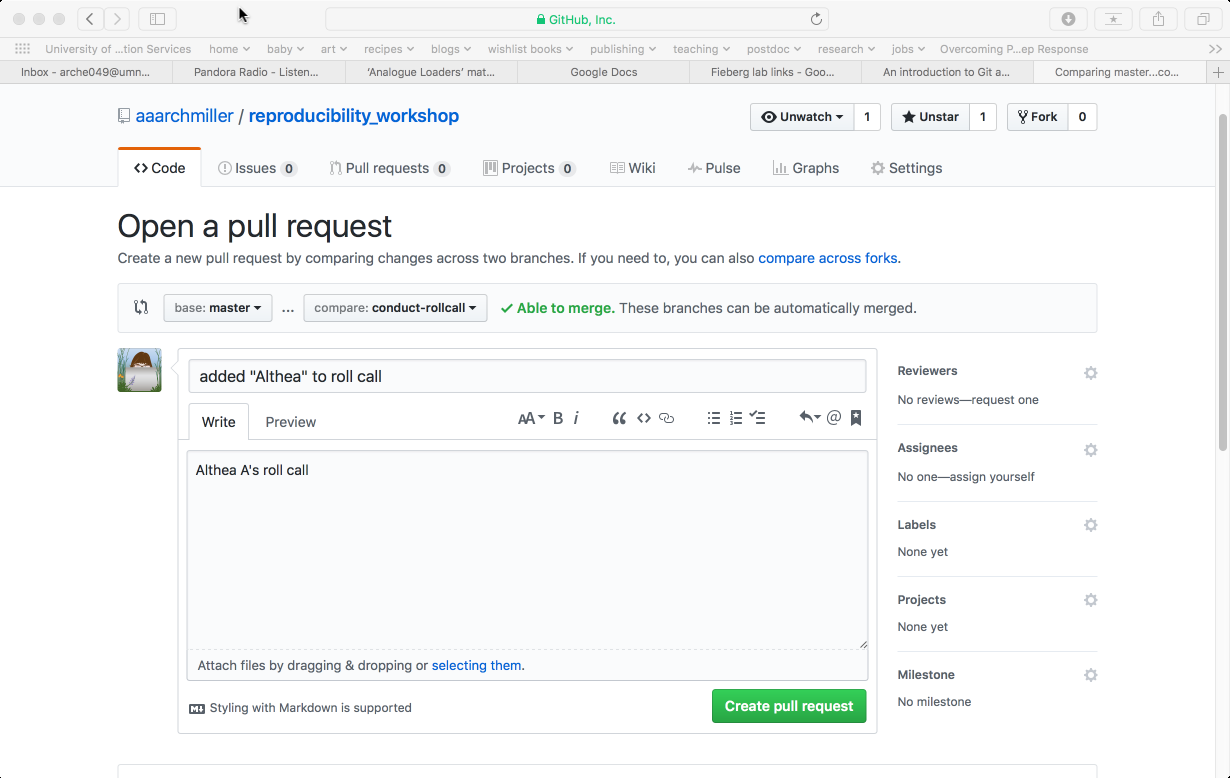 GitHub, Inc.
University of ...tion Services home baby art recipes blogs wishlist books publishing teaching postdoc research jobs Overcoming P...ep Response
Inbox - arche049@umn... Pandora Radio - Listen... 'Analogue Loaders' mat... Google Docs Fieberg lab links - Goo... An introduction to Git a... Comparing master...co...
aaarchmiller / reproducibility_workshop Unwatch 1 Unstar 1 Fork 0
Code Issues 0 Pull requests 0 Projects 0 Wiki Pulse Graphs Settings
Open a pull request
Create a new pull request by comparing changes across two branches. If you need to, you can also compare across forks.
base: master ... compare: conduct-rollcall Able to merge. These branches can be automatically merged.
added "Althea" to roll call
Write Preview AA B i @
Althea A's roll call
Attach files by dragging & dropping or selecting them.
Styling with Markdown is supported
Create pull request
Reviewers
No reviews—request one
Assignees
No one—assign yourself
Labels
None yet
Projects
None yet
Milestone
No milestone